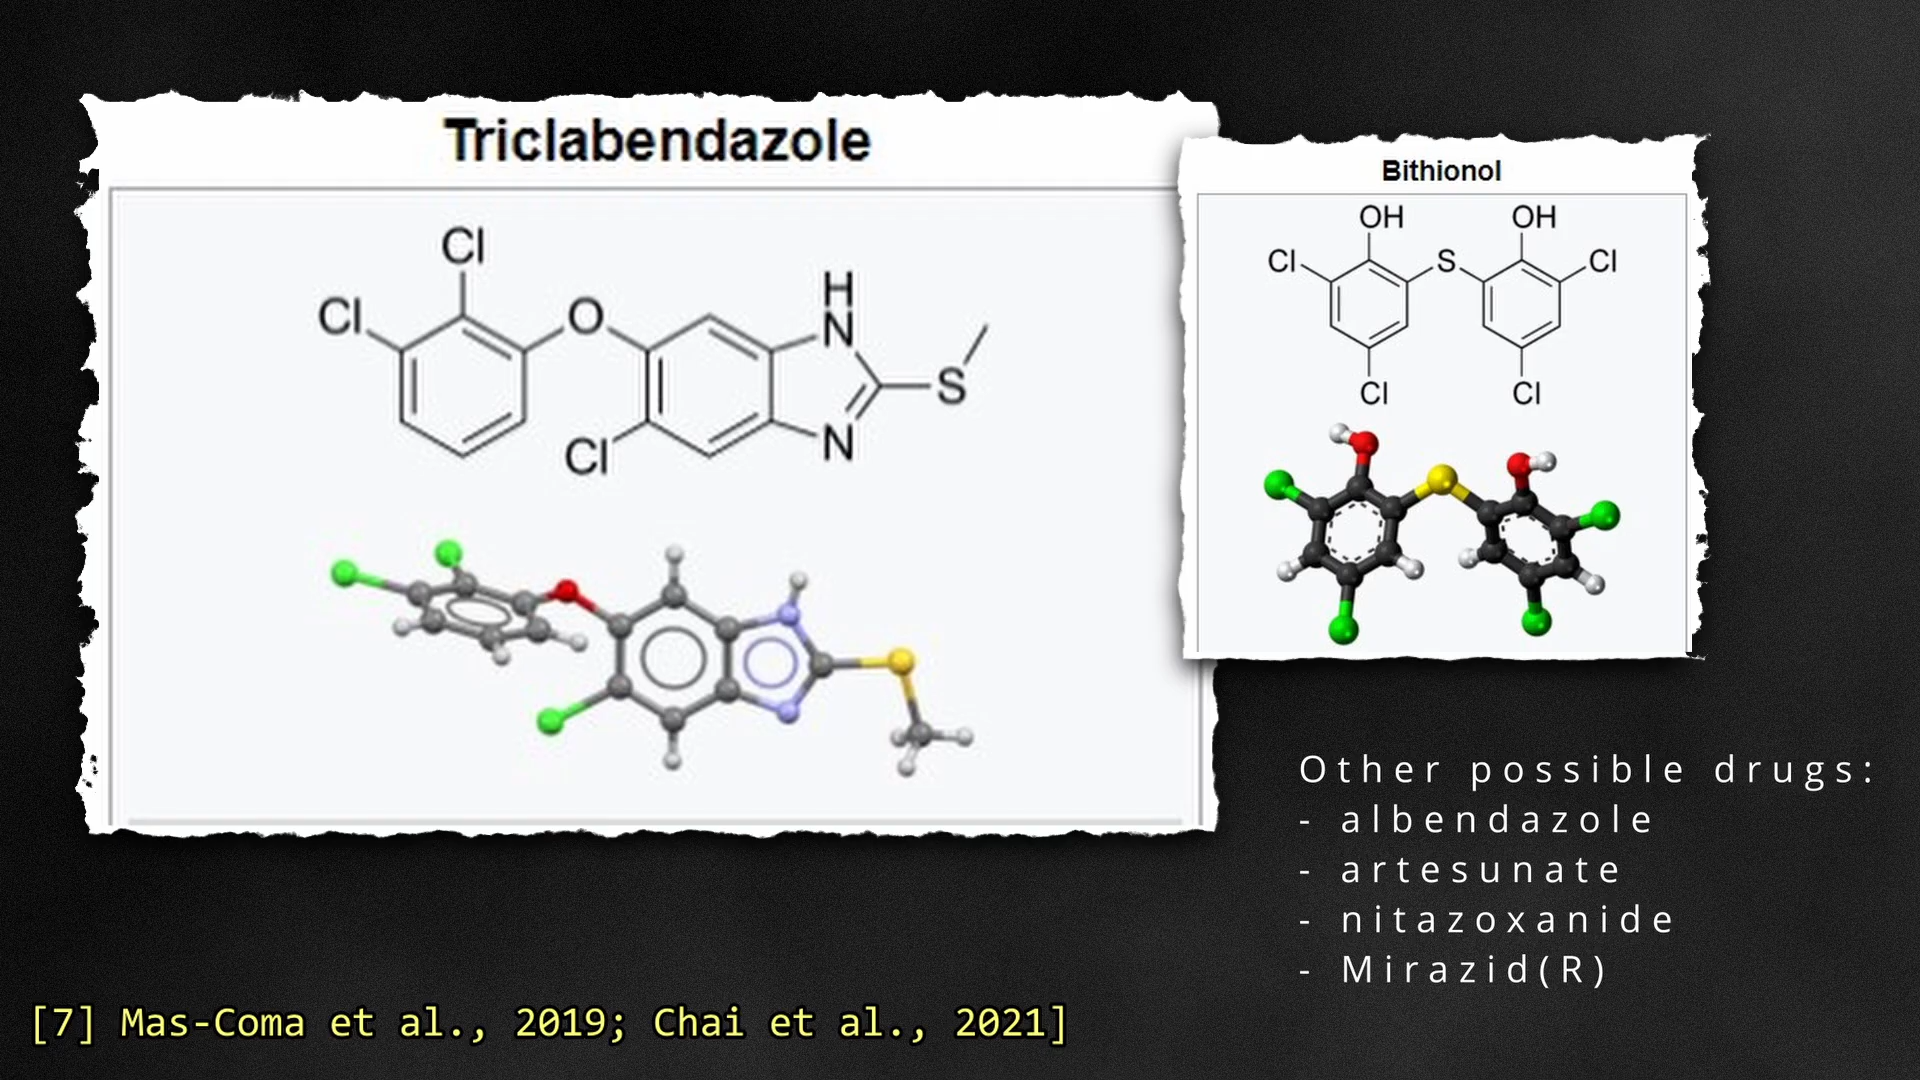 Triclabendazole
Cl
Cl
O
H
N
S
Cl
N
Bithionol
OH
OH
Cl
S
Cl
Cl
Cl
Other possible drugs:
- albendazole
- artesunate
- nitazoxanide
- Mirazid(R)
[7] Mas-Coma et al., 2019; Chai et al., 2021]